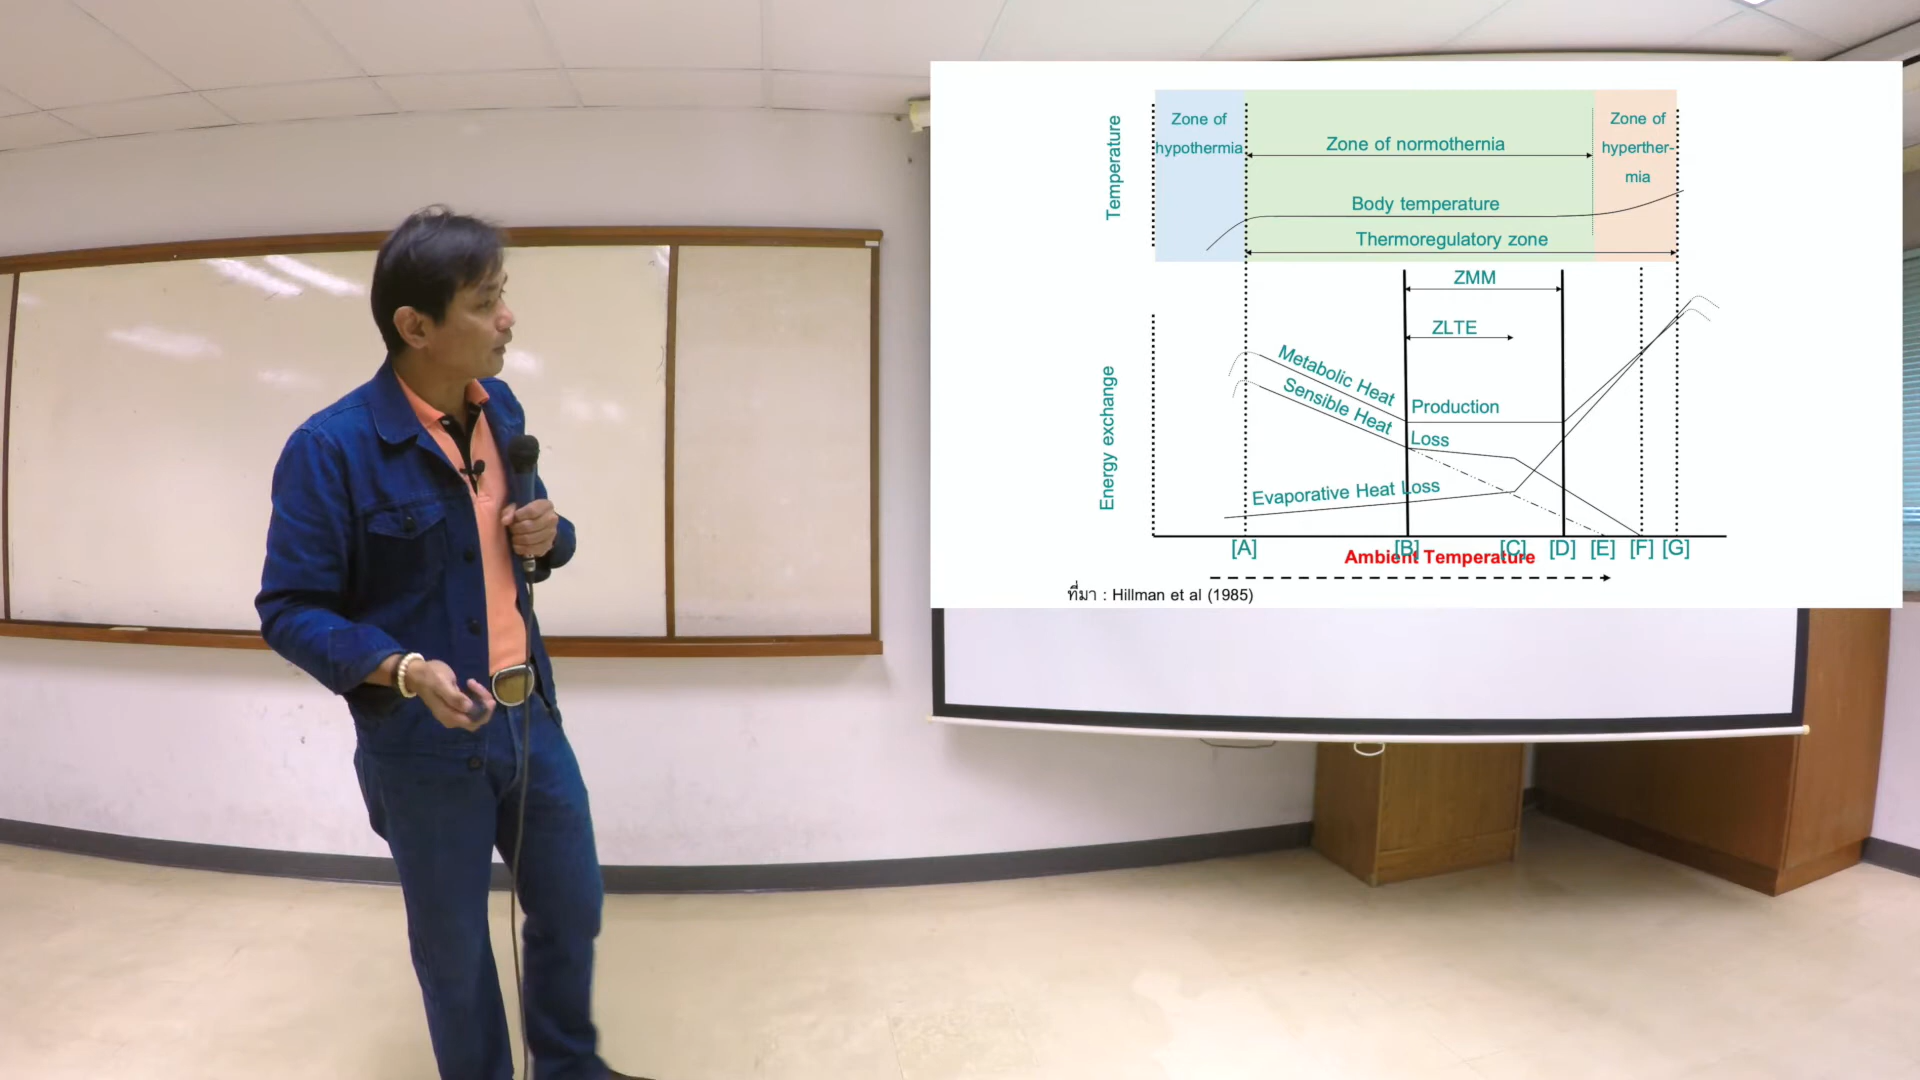 Temperature
Zone of
hypothermia
Zone of normothernia
Zone of
hyperther-
mia
Body temperature
Thermoregulatory zone
ZMM
ZLTE
Energy exchange
Metabolic Heat Production
Sensible Heat Loss
Evaporative Heat Loss
[A] [B] [C] [D] [E] [F] [G]
Ambient Temperature
ที่มา : Hillman et al (1985)